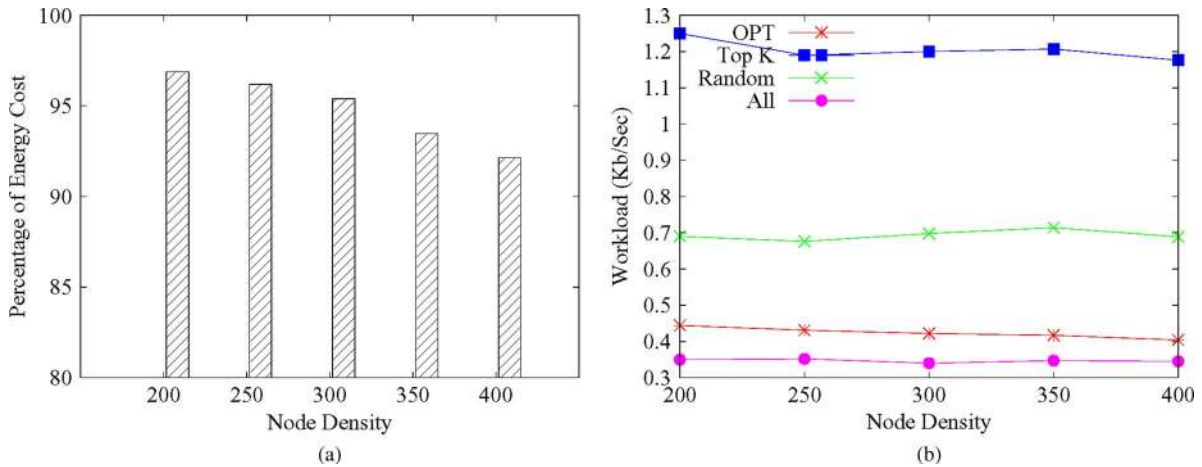 100
95
90
85
80
Percentage of Energy Cost
200 250 300 350 400
Node Density
(a)
1.3
1.2
1.1
1
0.9
0.8
0.7
0.6
0.5
0.4
0.3
Workload (Kb/Sec)
OPT
Top K
Random
All
200 250 300 350 400
Node Density
(b)